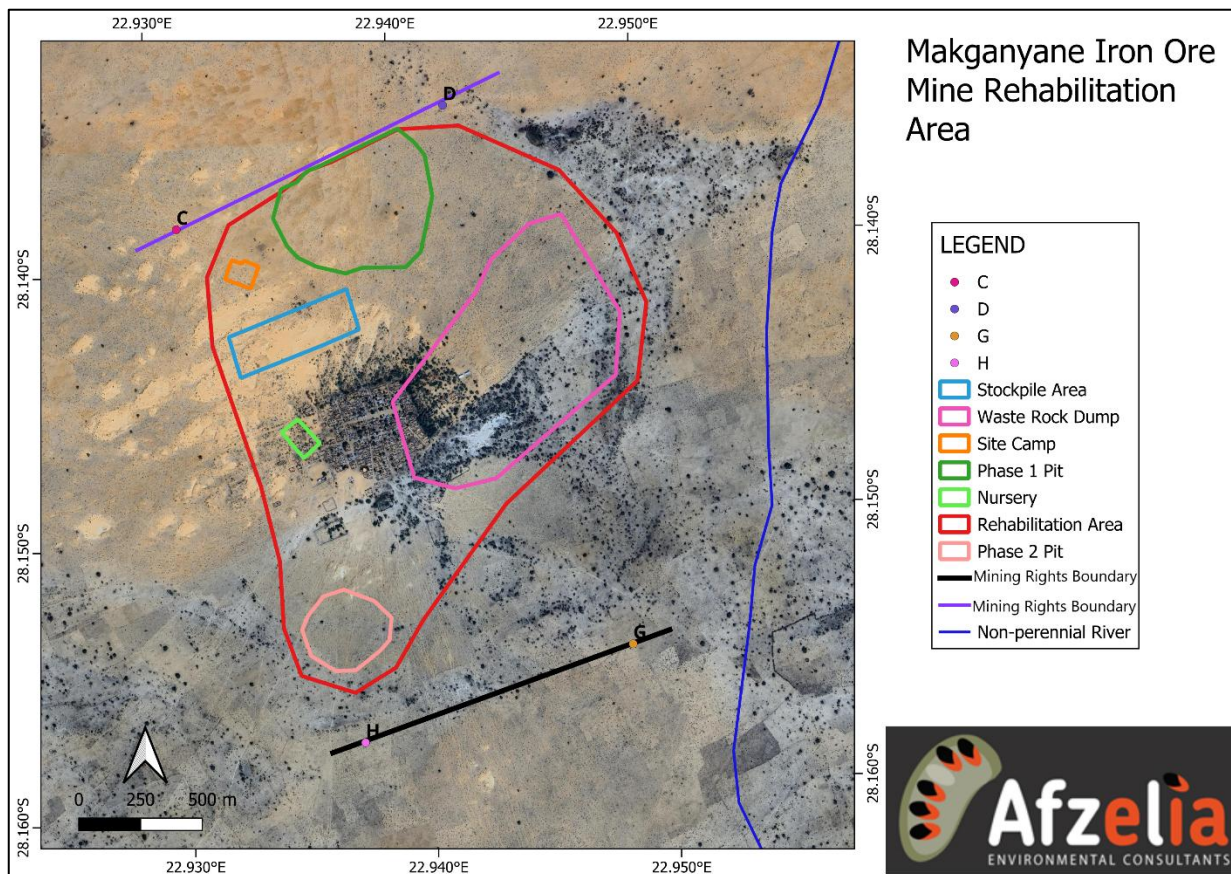 22.930°E
22.940°E
22.950°E
Makganyane Iron Ore
Mine Rehabilitation
Area
D
C
28.140°S
28.140°S
LEGEND
C
D
G
H
Stockpile Area
Waste Rock Dump
Site Camp
Phase 1 Pit
Nursery
Rehabilitation Area
Phase 2 Pit
Mining Rights Boundary
Mining Rights Boundary
Non-perennial River
28.150°S
28.150°S
G
H
28.160°S
28.160°S
0 250 500 m
22.930°E
22.940°E
22.950°E
Afzelia
ENVIRONMENTAL CONSULTANTS